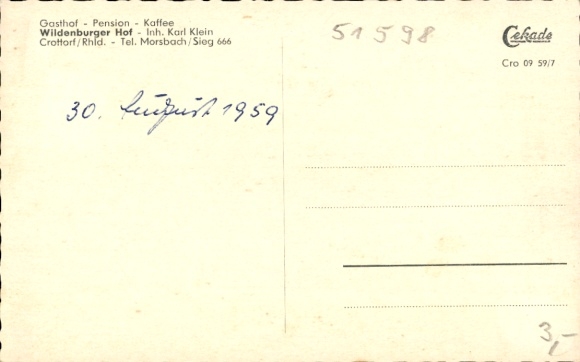 Gasthof - Pension - Kaffee
Wildenburger Hof - Inh. Karl Klein
Crottorf/Rhld. - Tel. Morsbach/Sieg 666
51598
Cekade
Cro 09 59/7
30. August 1959
3,-